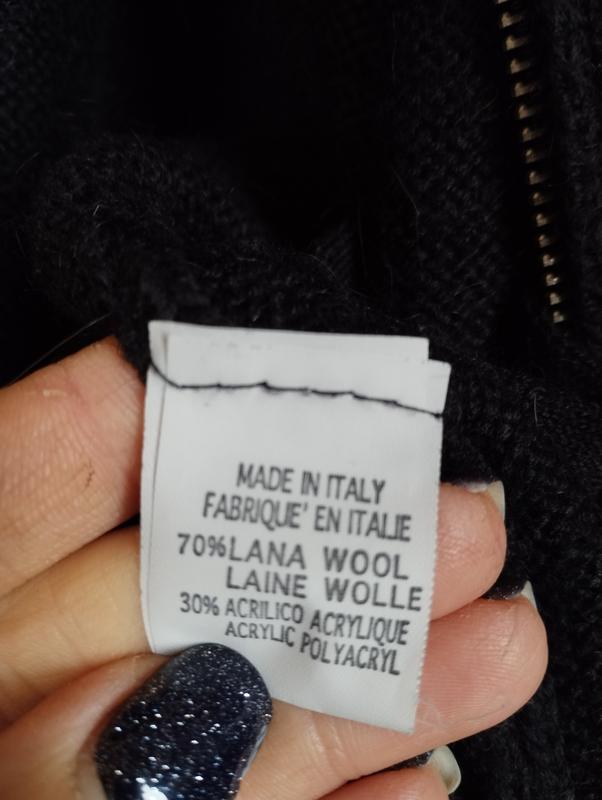 MADE IN ITALY
FABRIQUE' EN ITALIE
70% LANA WOOL
LAINE WOLLE
30% ACRILICO ACRYLIQUE
ACRYLIC POLYACRYL